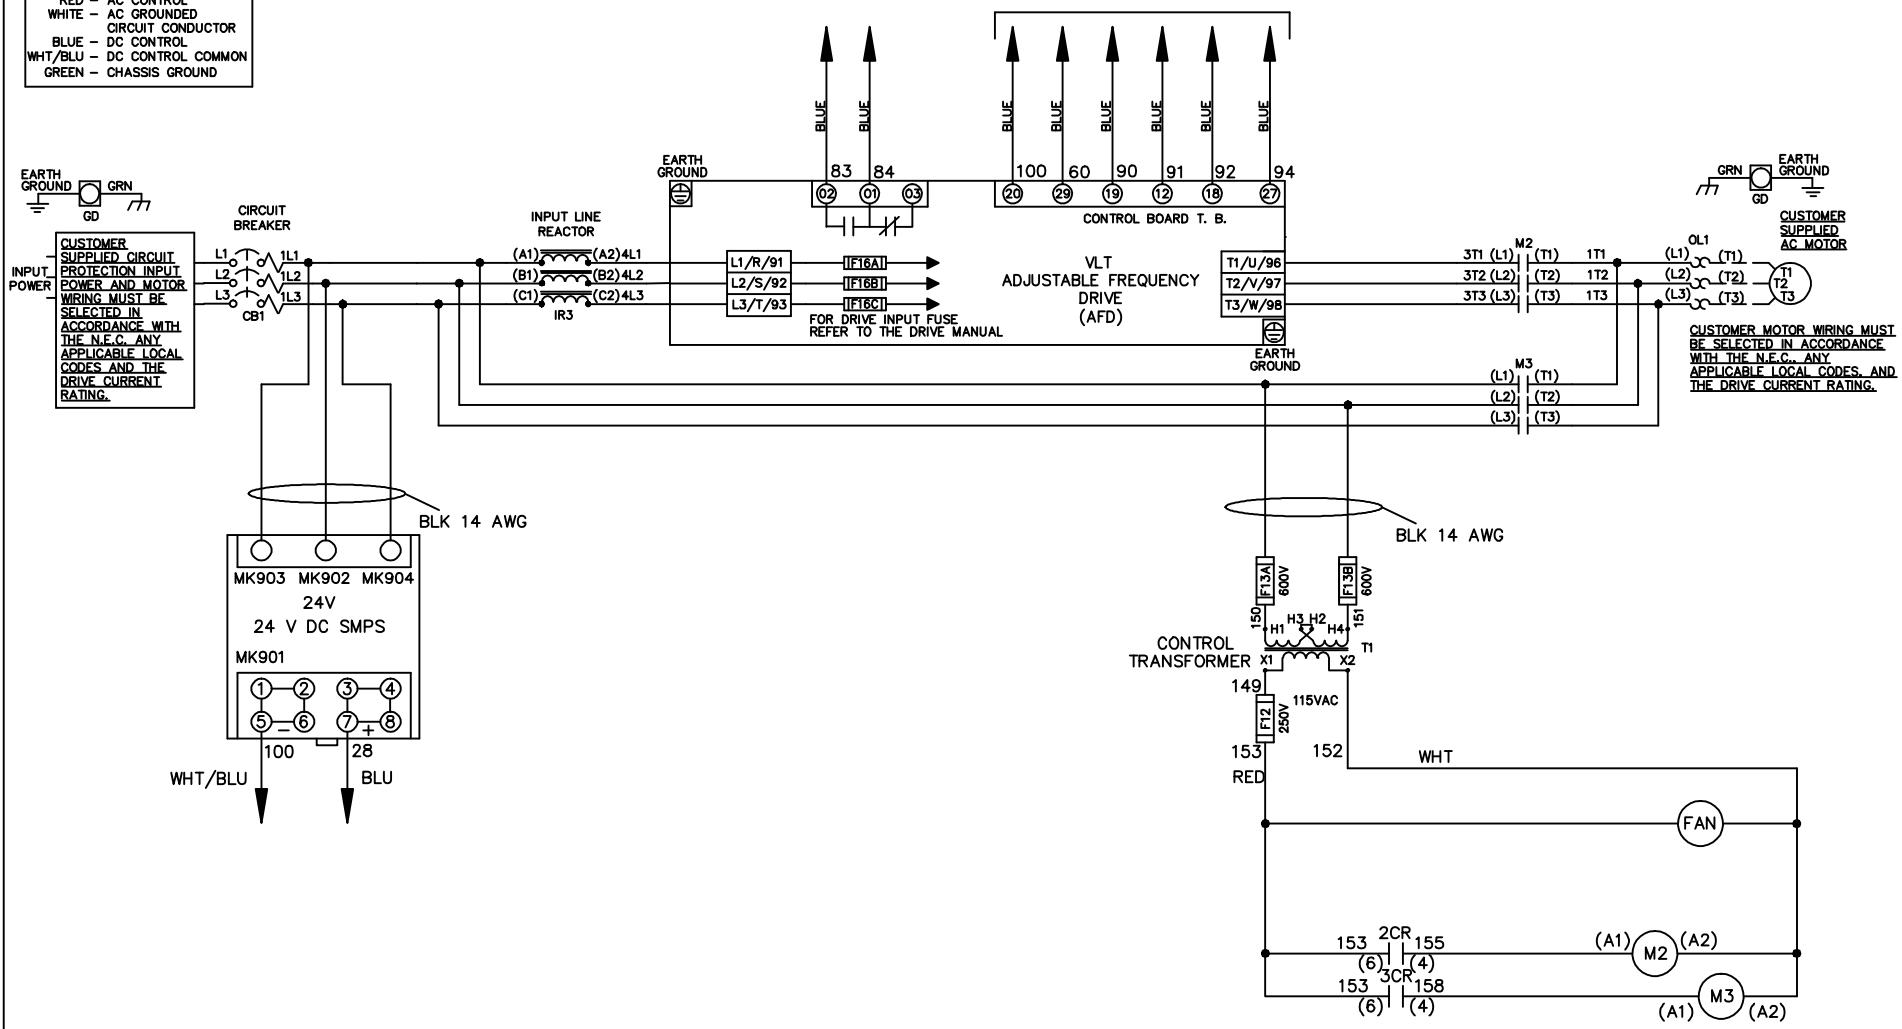 RED – AC CONTROL
WHITE – AC GROUNDED
CIRCUIT CONDUCTOR
BLUE – DC CONTROL
WHT/BLU – DC CONTROL COMMON
GREEN – CHASSIS GROUND
EARTH
GROUND
GRN
GD
INPUT
POWER
CUSTOMER
SUPPLIED CIRCUIT
PROTECTION INPUT
POWER AND MOTOR
WIRING MUST BE
SELECTED IN
ACCORDANCE WITH
THE N.E.C. ANY
APPLICABLE LOCAL
CODES AND THE
DRIVE CURRENT
RATING.
CIRCUIT
BREAKER
L1
1L1
L2
1L2
L3
1L3
CB1
INPUT LINE
REACTOR
(A1)
(A2)4L1
(B1)
(B2)4L2
(C1)
(C2)4L3
IR3
EARTH
GROUND
BLUE
BLUE
83
84
02
01
03
BLUE
BLUE
BLUE
BLUE
BLUE
BLUE
100
60
90
91
92
94
20
29
19
12
18
27
CONTROL BOARD T. B.
L1/R/91
L2/S/92
L3/T/93
F16A
F16B
F16C
FOR DRIVE INPUT FUSE
REFER TO THE DRIVE MANUAL
VLT
ADJUSTABLE FREQUENCY
DRIVE
(AFD)
T1/U/96
T2/V/97
T3/W/98
EARTH
GROUND
M2
3T1 (L1)
(T1)
1T1
3T2 (L2)
(T2)
1T2
3T3 (L3)
(T3)
1T3
OL1
(L1)
(T1)
(L2)
(T2)
(L3)
(T3)
T1
T2
T3
GRN
EARTH
GROUND
GD
CUSTOMER
SUPPLIED
AC MOTOR
CUSTOMER MOTOR WIRING MUST
BE SELECTED IN ACCORDANCE
WITH THE N.E.C., ANY
APPLICABLE LOCAL CODES, AND
THE DRIVE CURRENT RATING.
M3
(L1)
(T1)
(L2)
(T2)
(L3)
(T3)
BLK 14 AWG
MK903
MK902
MK904
24V
24 V DC SMPS
MK901
1
2
3
4
5
6
7
8
–
+
100
28
WHT/BLU
BLU
BLK 14 AWG
F13A
600V
F13B
600V
150
151
H1
H3
H2
H4
T1
CONTROL
TRANSFORMER
X1
X2
149
115VAC
F12
250V
153
152
RED
WHT
FAN
2CR
153
155
(6)
(4)
(A1)
M2
(A2)
3CR
153
158
(6)
(4)
(A1)
M3
(A2)